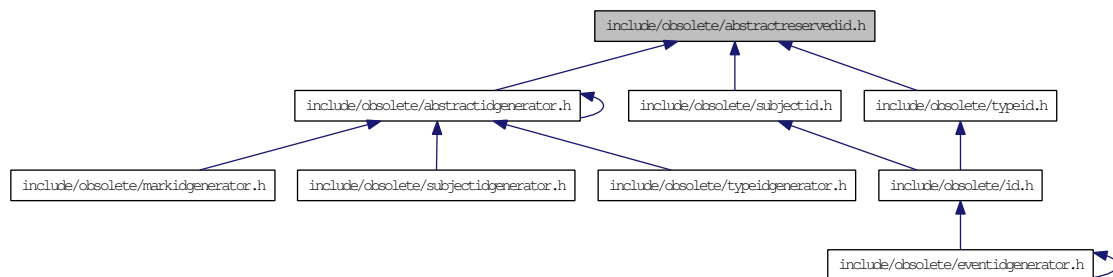 include/obsolete/abstractreservedid.h
include/obsolete/abstractidgenerator.h
include/obsolete/subjectid.h
include/obsolete/typeid.h
include/obsolete/markidgenerator.h
include/obsolete/subjectidgenerator.h
include/obsolete/typeidgenerator.h
include/obsolete/id.h
include/obsolete/eventidgenerator.h